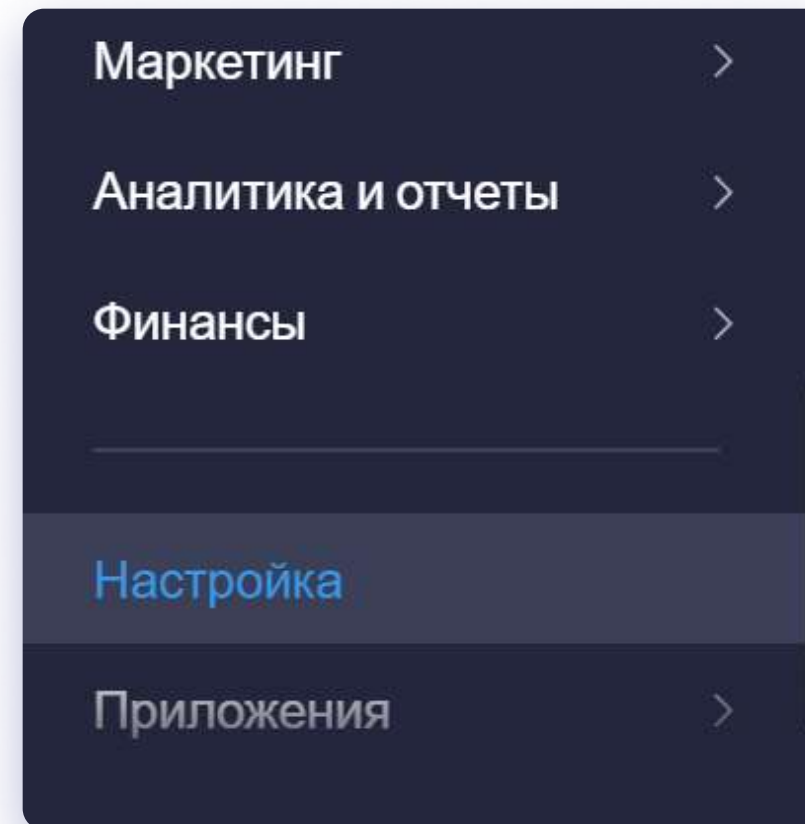 Маркетинг
Аналитика и отчеты
Финансы
Настройка
Приложения